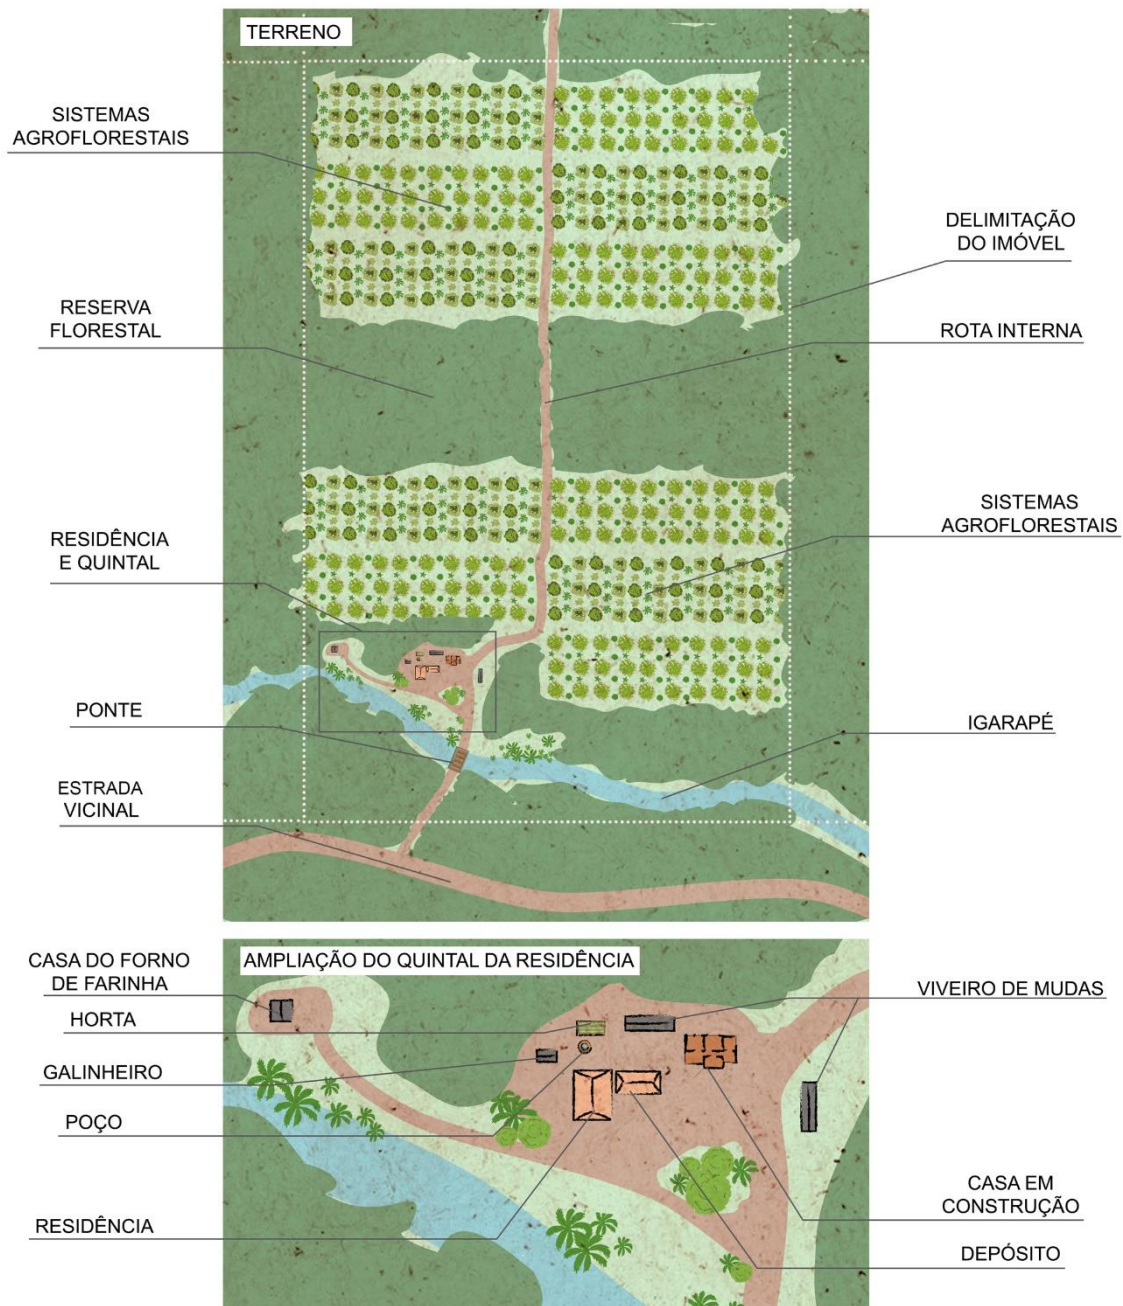 TERRENO
SISTEMAS
AGROFLORESTAIS
DELIMITAÇÃO
DO IMÓVEL
RESERVA
FLORESTAL
ROTA INTERNA
SISTEMAS
AGROFLORESTAIS
RESIDÊNCIA
E QUINTAL
PONTE
IGARAPÉ
ESTRADA
VICINAL
AMPLIAÇÃO DO QUINTAL DA RESIDÊNCIA
CASA DO FORNO
DE FARINHA
VIVEIRO DE MUDAS
HORTA
GALINHEIRO
POÇO
CASA EM
CONSTRUÇÃO
RESIDÊNCIA
DEPÓSITO